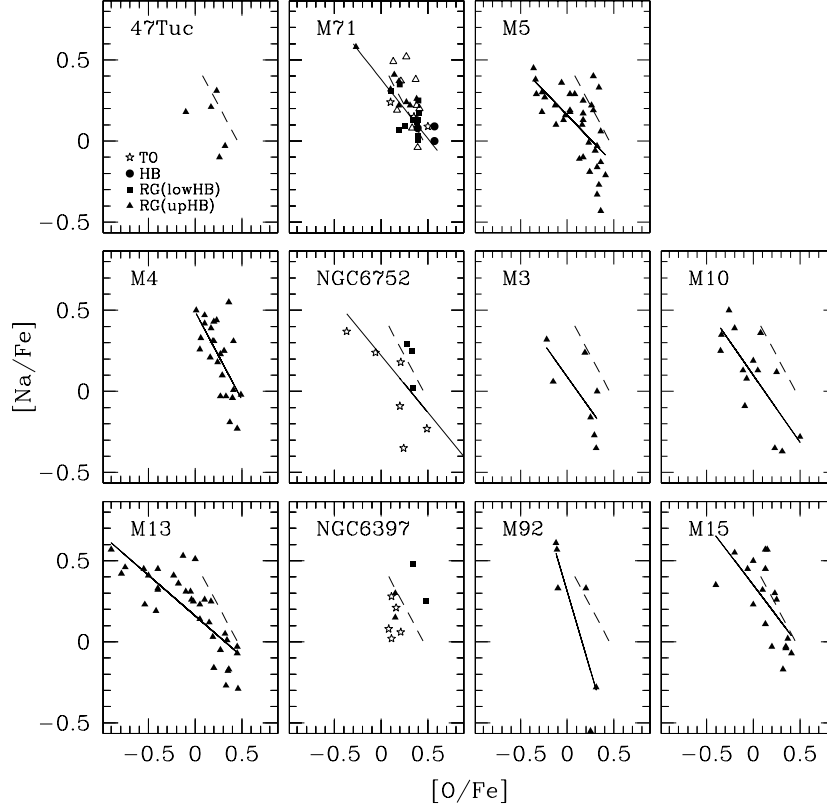 47Tuc M71 M5
0.5
0
−0.5
TO
HB
RG(lowHB)
RG(upHB)
M4 NGC6752 M3 M10
0.5
0
−0.5
[Na/Fe]
M13 NGC6397 M92 M15
0.5
0
−0.5
−0.5 0 0.5 −0.5 0 0.5 −0.5 0 0.5 −0.5 0 0.5
[O/Fe]